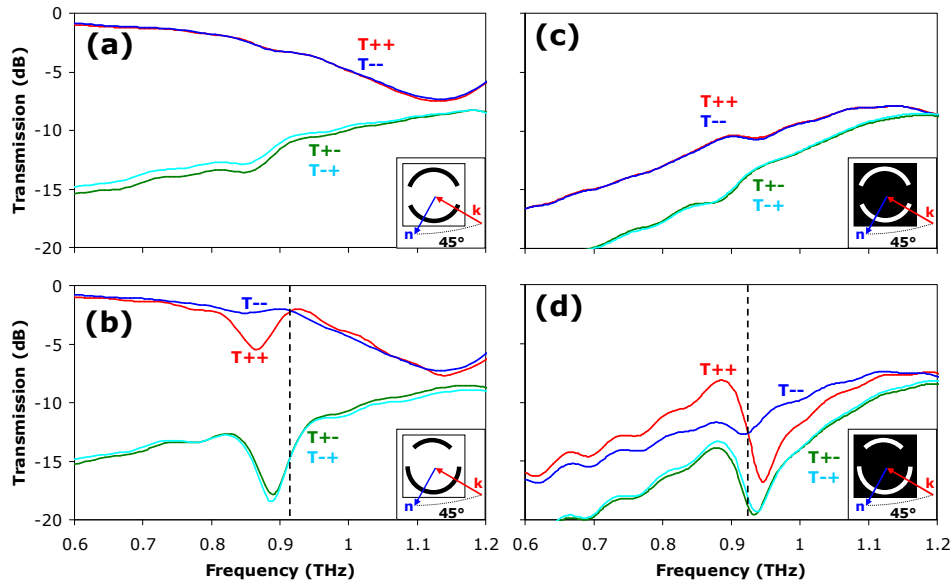 (a)
Transmission (dB)
0
-5
-10
-15
-20
T++
T--
T+-
T-+
n
k
45°
(c)
T++
T--
T+-
T-+
n
k
45°
(b)
Transmission (dB)
0
-5
-10
-15
-20
T--
T++
T+-
T-+
n
k
45°
0.6 0.7 0.8 0.9 1 1.1 1.2
Frequency (THz)
(d)
T++
T--
T+-
T-+
n
k
45°
0.6 0.7 0.8 0.9 1 1.1 1.2
Frequency (THz)